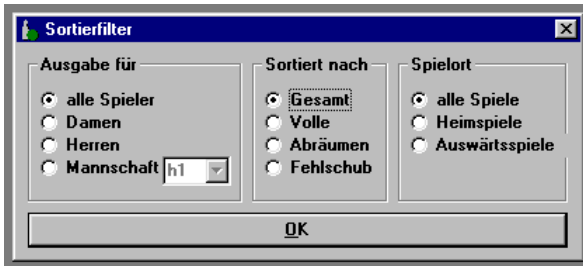 Sortierfilter
Ausgabe für
alle Spieler
Damen
Herren
Mannschaft h1
Sortiert nach
Gesamt
Volle
Abräumen
Fehlschub
Spielort
alle Spiele
Heimspiele
Auswärtsspiele
OK